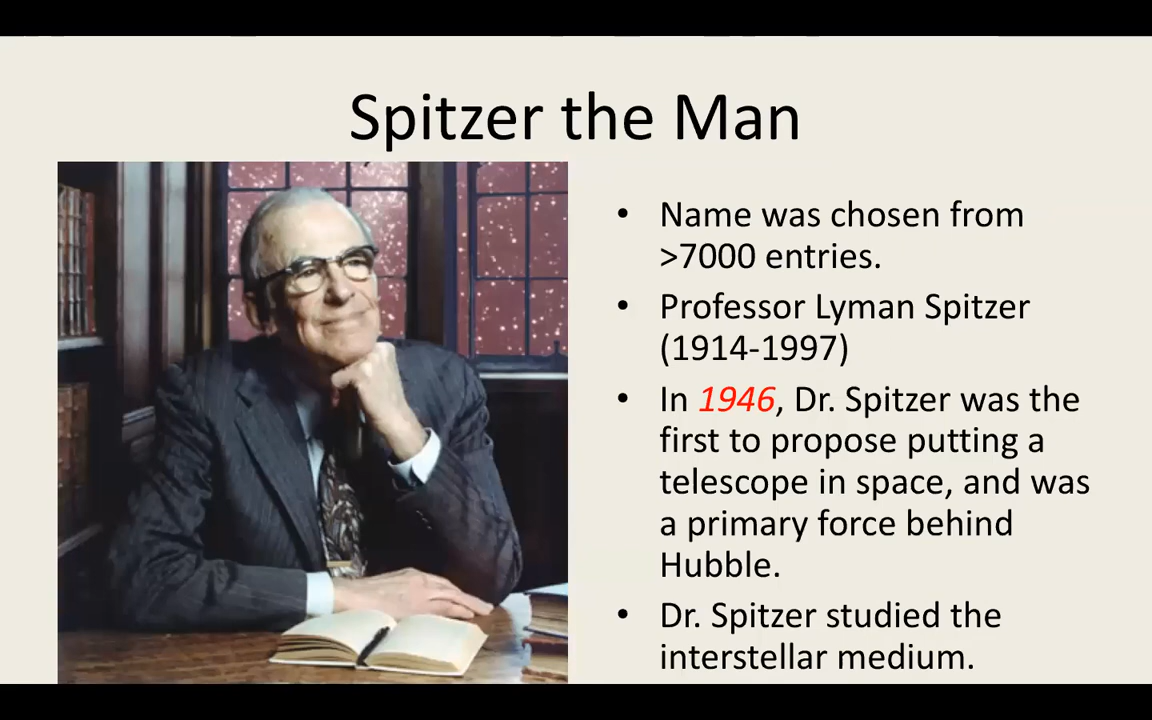 Spitzer the Man
• Name was chosen from
>7000 entries.
• Professor Lyman Spitzer
(1914-1997)
• In 1946, Dr. Spitzer was the
first to propose putting a
telescope in space, and was
a primary force behind
Hubble.
• Dr. Spitzer studied the
interstellar medium.